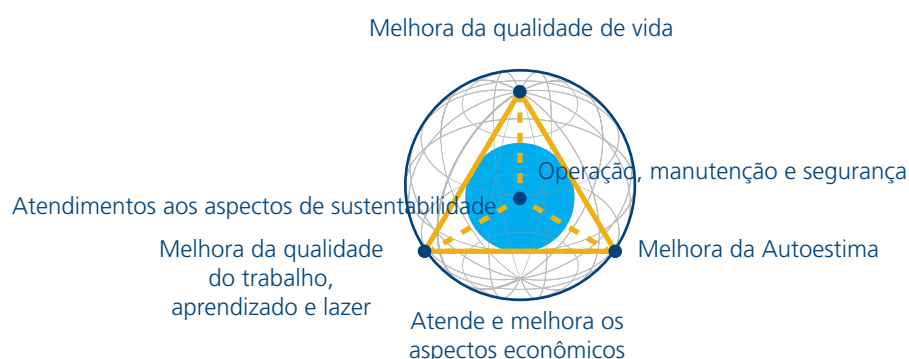 Melhora da qualidade de vida
Operação, manutenção e segurança
Atendimentos aos aspectos de sustentabilidade
Melhora da qualidade
do trabalho,
aprendizado e lazer
Melhora da Autoestima
Atende e melhora os
aspectos econômicos